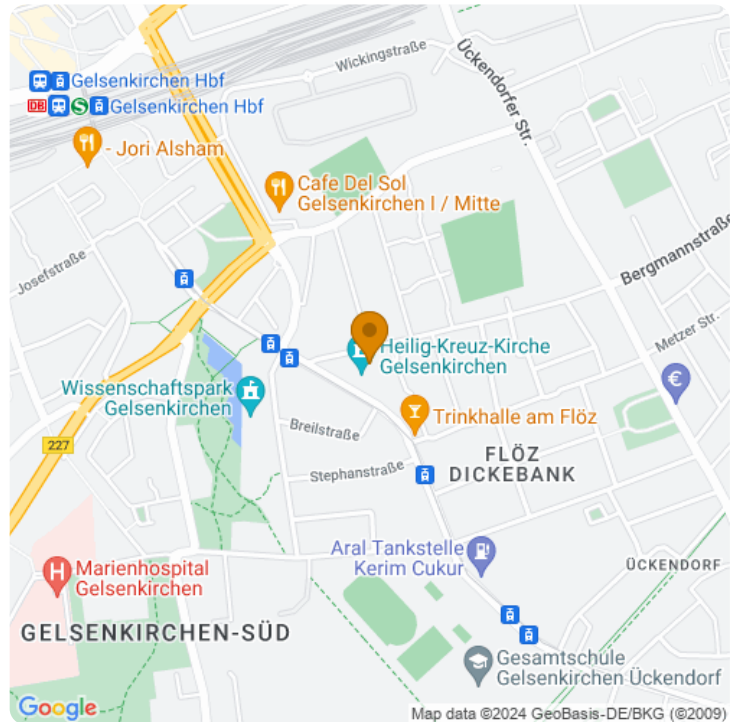 Wickingstraße
Ückendorfer Str.
Gelsenkirchen Hbf
DB S Gelsenkirchen Hbf
- Jori Alsham
Cafe Del Sol
Gelsenkirchen I / Mitte
Bergmannstraße
Josefstraße
Metzer Str.
Heilig-Kreuz-Kirche
Gelsenkirchen
€
Wissenschaftspark
Gelsenkirchen
Trinkhalle am Flöz
Breilstraße
227
FLÖZ
DICKEBANK
Stephanstraße
Aral Tankstelle
Kerim Cukur
ÜCKENDORF
H
Marienhospital
Gelsenkirchen
GELSENKIRCHEN-SÜD
Gesamtschule
Gelsenkirchen Ückendorf
Google
Map data ©2024 GeoBasis-DE/BKG (©2009)